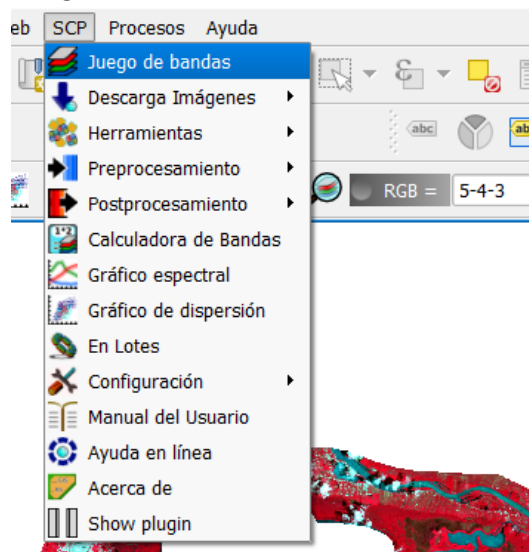 eb SCP Procesos Ayuda
Juego de bandas
Descarga Imágenes
Herramientas
Preprocesamiento
Postprocesamiento
RGB = 5-4-3
Calculadora de Bandas
Gráfico espectral
Gráfico de dispersión
En Lotes
Configuración
Manual del Usuario
Ayuda en línea
Acerca de
Show plugin
abc
ab